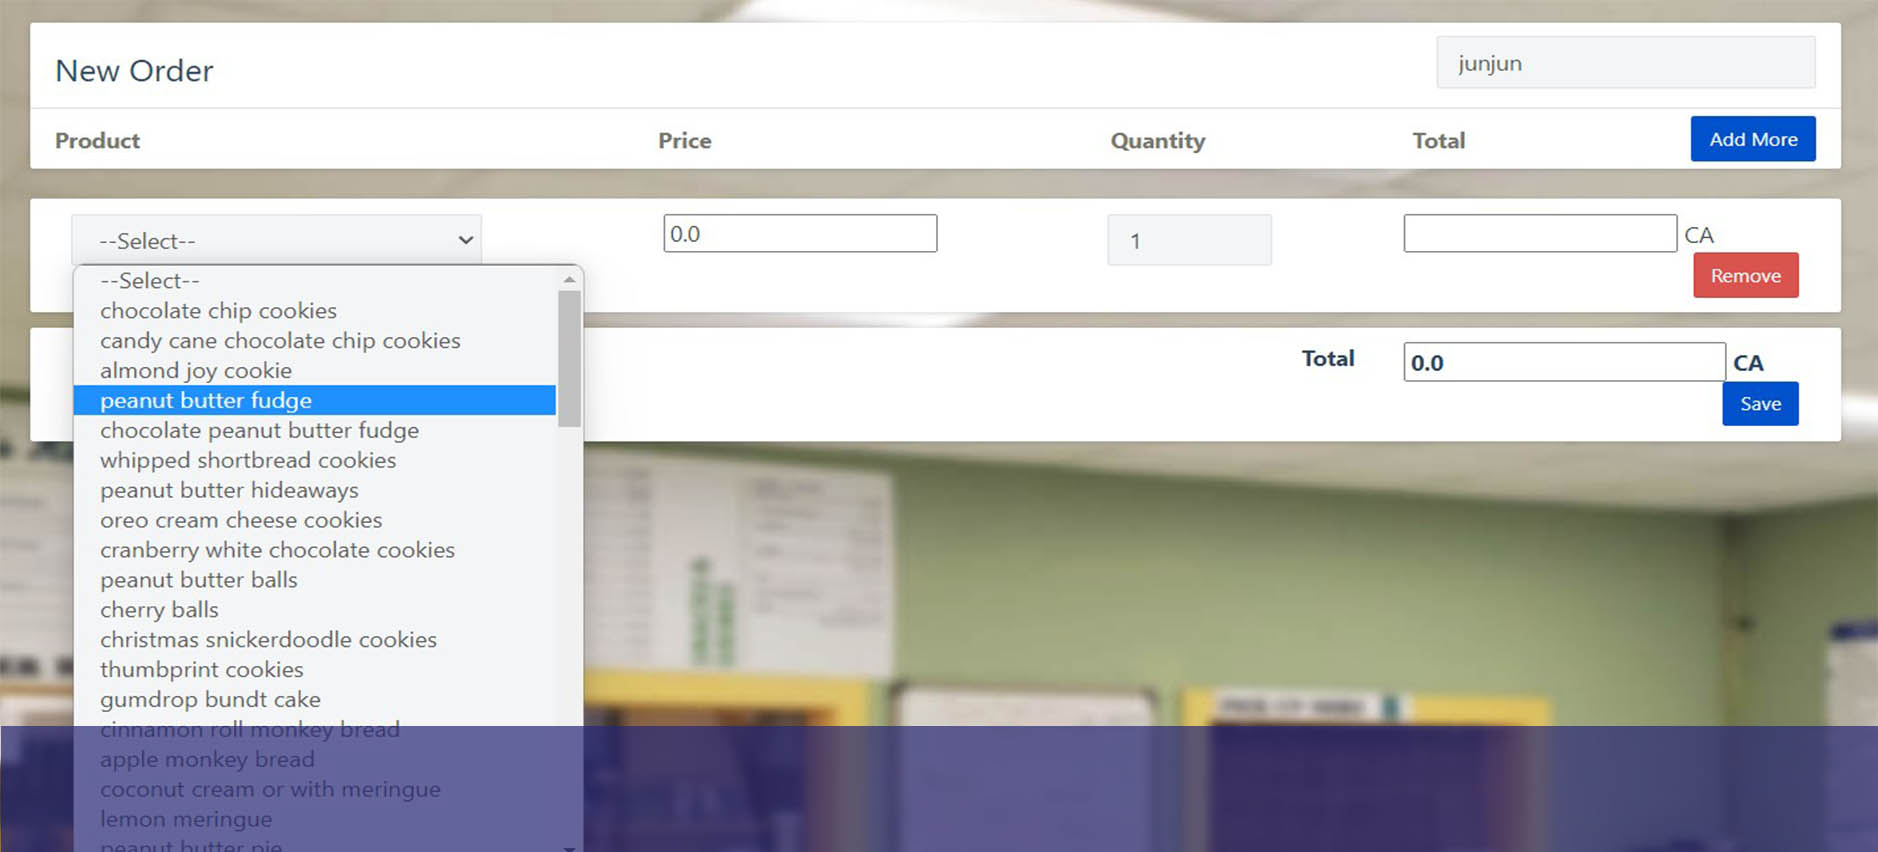 New Order
junjun
Product Price Quantity Total Add More
--Select-- 0.0 1 CA
Remove
--Select--
chocolate chip cookies
candy cane chocolate chip cookies
almond joy cookie
peanut butter fudge
chocolate peanut butter fudge
whipped shortbread cookies
peanut butter hideaways
oreo cream cheese cookies
cranberry white chocolate cookies
peanut butter balls
cherry balls
christmas snickerdoodle cookies
thumbprint cookies
gumdrop bundt cake
cinnamon roll monkey bread
apple monkey bread
coconut cream or with meringue
lemon meringue
peanut butter pie
Total 0.0 CA
Save